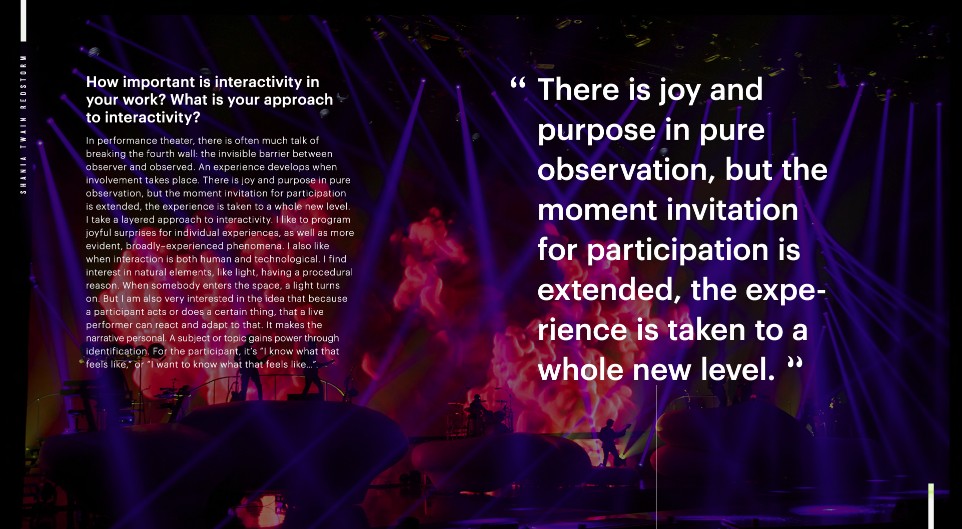 SHANIA TWAIN REDSTORM
How important is interactivity in
your work? What is your approach
to interactivity?
In performance theater, there is often much talk of
breaking the fourth wall: the invisible barrier between
observer and observed. An experience develops when
involvement takes place. There is joy and purpose in pure
observation, but the moment invitation for participation
is extended, the experience is taken to a whole new level.
I take a layered approach to interactivity. I like to program
joyful surprises for individual experiences, as well as more
evident, broadly–experienced phenomena. I also like
when interaction is both human and technological. I find
interest in natural elements, like light, having a procedural
reason. When somebody enters the space, a light turns
on. But I am also very interested in the idea that because
a participant acts or does a certain thing, that a live
performer can react and adapt to that. It makes the
narrative personal. A subject or topic gains power through
identification. For the participant, it's "I know what that
feels like," or "I want to know what that feels like…".
“ There is joy and
purpose in pure
observation, but the
moment invitation
for participation is
extended, the expe-
rience is taken to a
whole new level. ”